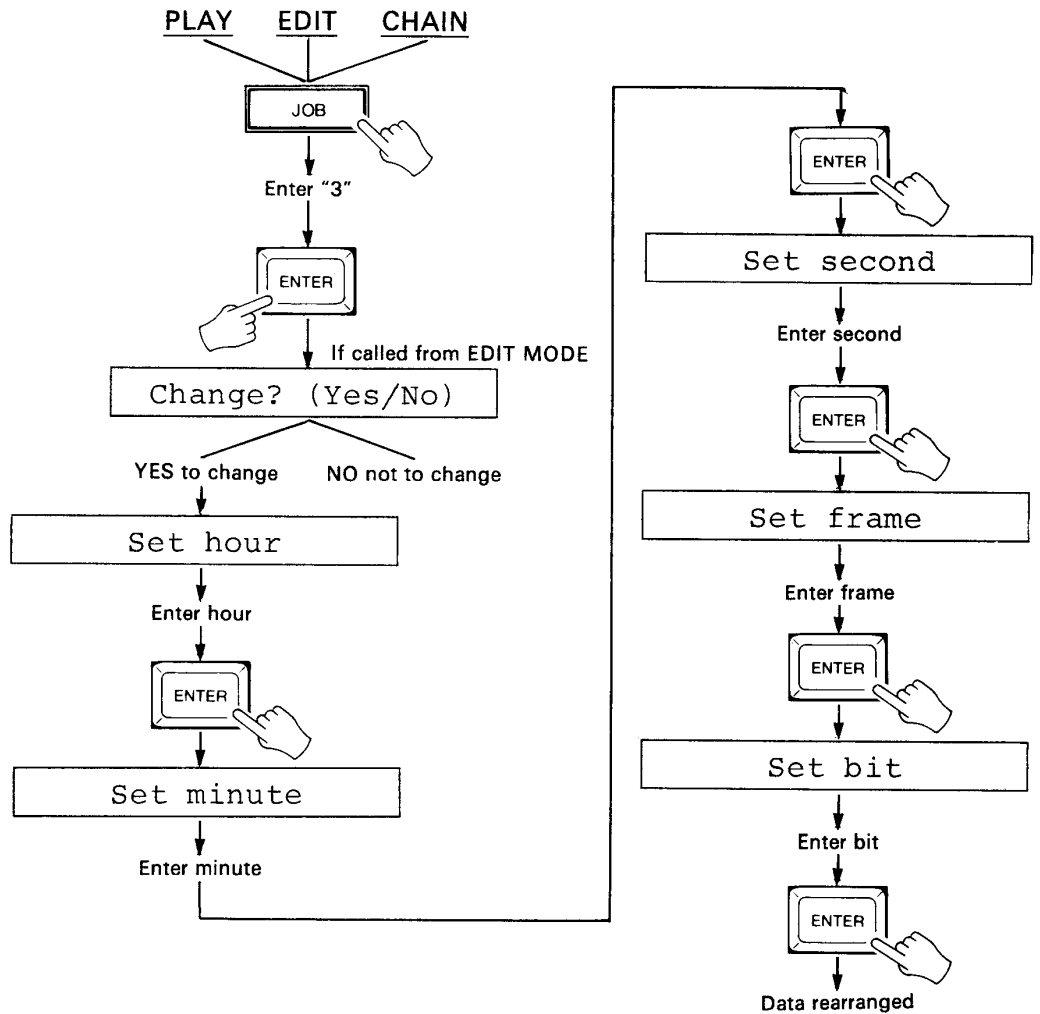 PLAY EDIT CHAIN
JOB
Enter “3”
ENTER
If called from EDIT MODE
Change? (Yes/No)
YES to change
NO not to change
Set hour
Enter hour
ENTER
Set minute
Enter minute
ENTER
Set second
Enter second
ENTER
Set frame
Enter frame
ENTER
Set bit
Enter bit
ENTER
Data rearranged